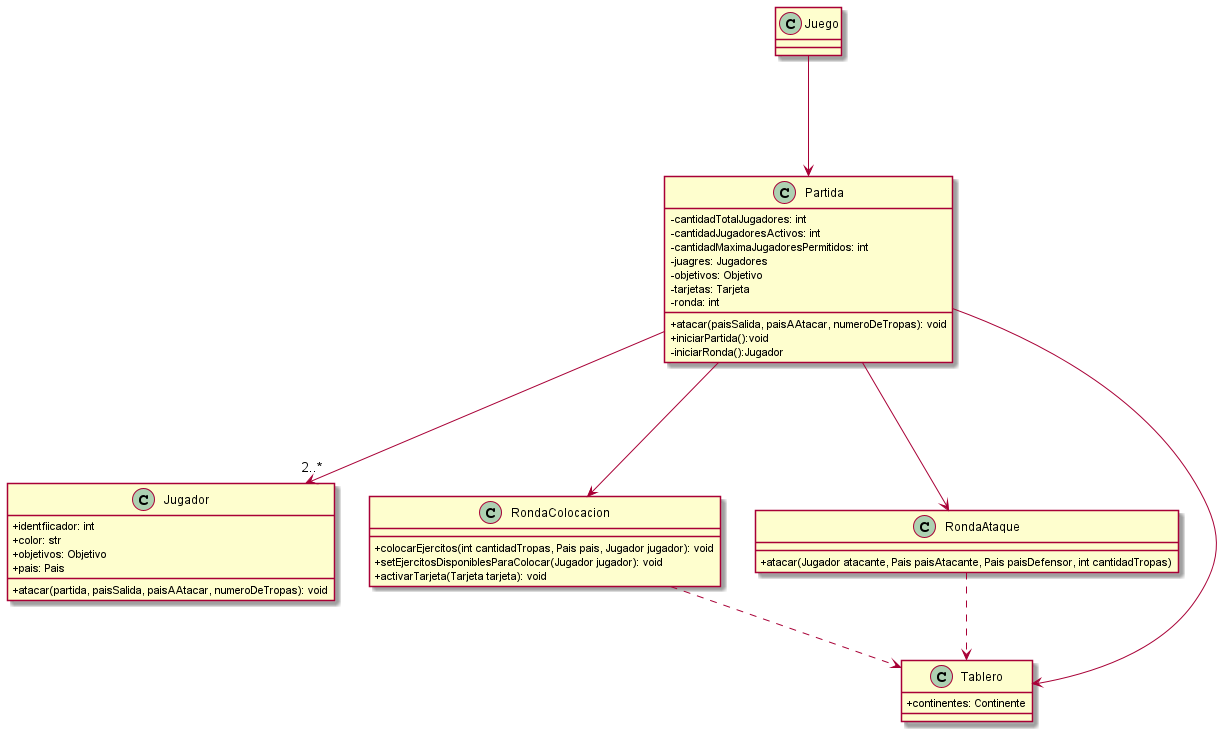 C Juego
C Partida
-cantidadTotalJugadores: int
-cantidadJugadoresActivos: int
-cantidadMaximaJugadoresPermitidos: int
-juagres: Jugadores
-objetivos: Objetivo
-tarjetas: Tarjeta
-ronda: int
+atacar(paisSalida, paisAAtacar, numeroDeTropas): void
+iniciarPartida():void
-iniciarRonda():Jugador
2..*
C Jugador
+identfiicador: int
+color: str
+objetivos: Objetivo
+pais: Pais
+atacar(partida, paisSalida, paisAAtacar, numeroDeTropas): void
C RondaColocacion
+colocarEjercitos(int cantidadTropas, Pais pais, Jugador jugador): void
+setEjercitosDisponiblesParaColocar(Jugador jugador): void
+activarTarjeta(Tarjeta tarjeta): void
C RondaAtaque
+atacar(Jugador atacante, Pais paisAtacante, Pais paisDefensor, int cantidadTropas)
C Tablero
+continentes: Continente